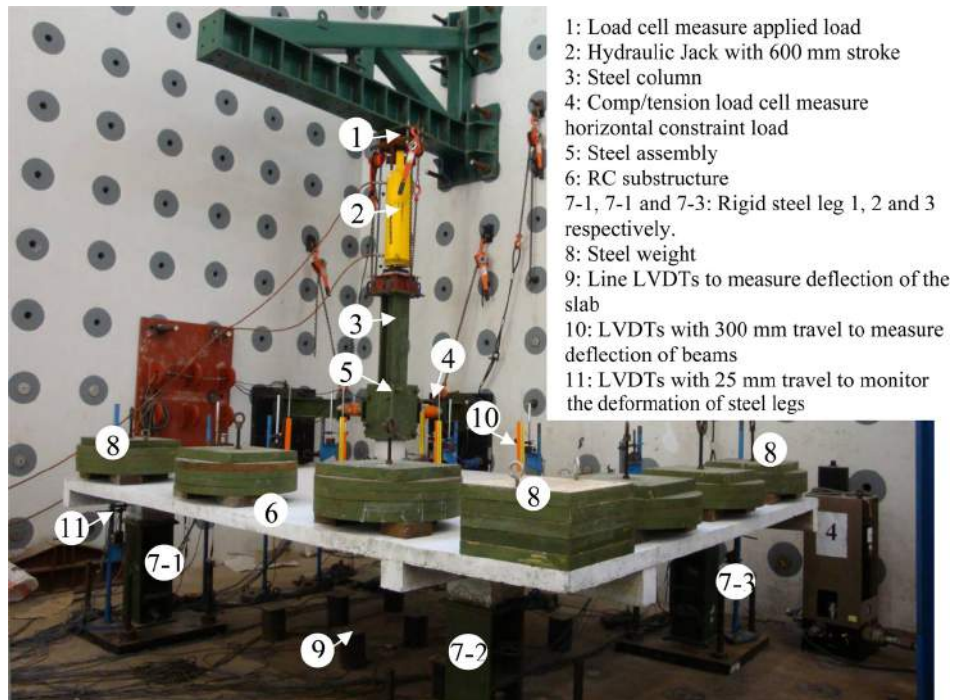 1: Load cell measure applied load
2: Hydraulic Jack with 600 mm stroke
3: Steel column
4: Comp/tension load cell measure
horizontal constraint load
5: Steel assembly
6: RC substructure
7-1, 7-1 and 7-3: Rigid steel leg 1, 2 and 3
respectively.
8: Steel weight
9: Line LVDTs to measure deflection of the
slab
10: LVDTs with 300 mm travel to measure
deflection of beams
11: LVDTs with 25 mm travel to monitor
the deformation of steel legs
1
2
3
4
5
10
8
8
8
6
11
4
7-1
7-3
9
7-2